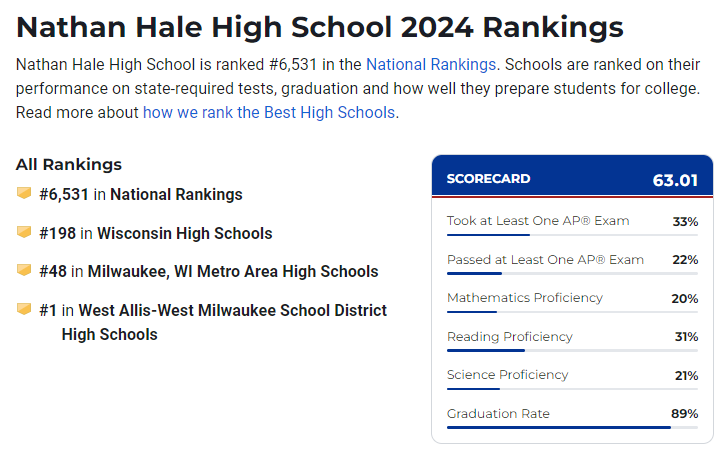 Nathan Hale High School 2024 Rankings
Nathan Hale High School is ranked #6,531 in the National Rankings. Schools are ranked on their
performance on state-required tests, graduation and how well they prepare students for college.
Read more about how we rank the Best High Schools.
All Rankings
#6,531 in National Rankings
#198 in Wisconsin High Schools
#48 in Milwaukee, WI Metro Area High Schools
#1 in West Allis-West Milwaukee School District
High Schools
SCORECARD 63.01
Took at Least One AP® Exam 33%
Passed at Least One AP® Exam 22%
Mathematics Proficiency 20%
Reading Proficiency 31%
Science Proficiency 21%
Graduation Rate 89%